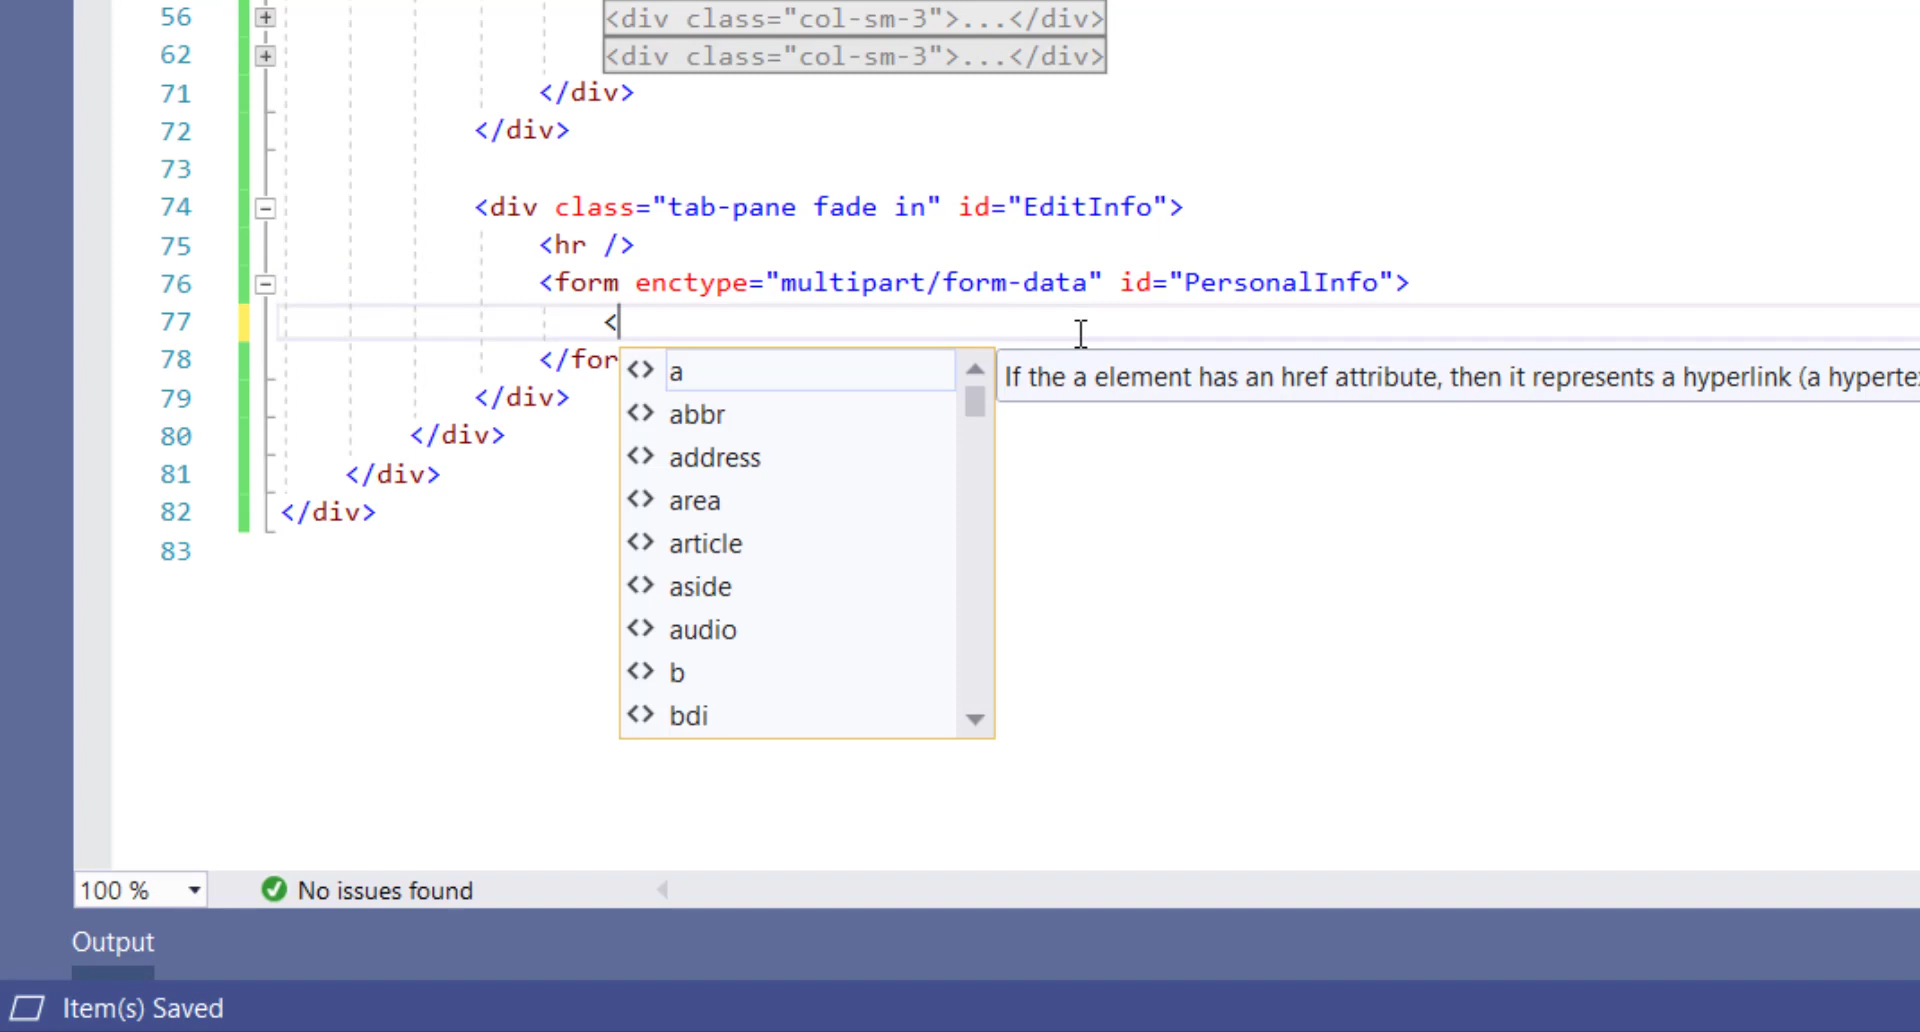 56 <div class="col-sm-3">...</div>
62 <div class="col-sm-3">...</div>
71 </div>
72 </div>
73
74 <div class="tab-pane fade in" id="EditInfo">
75 <hr />
76 <form enctype="multipart/form-data" id="PersonalInfo">
77 <
78 </for
79 </div>
80 </div>
81 </div>
82 </div>
83
<> a
<> abbr
<> address
<> area
<> article
<> aside
<> audio
<> b
<> bdi
If the a element has an href attribute, then it represents a hyperlink (a hyperte
100 %
No issues found
Output
Item(s) Saved